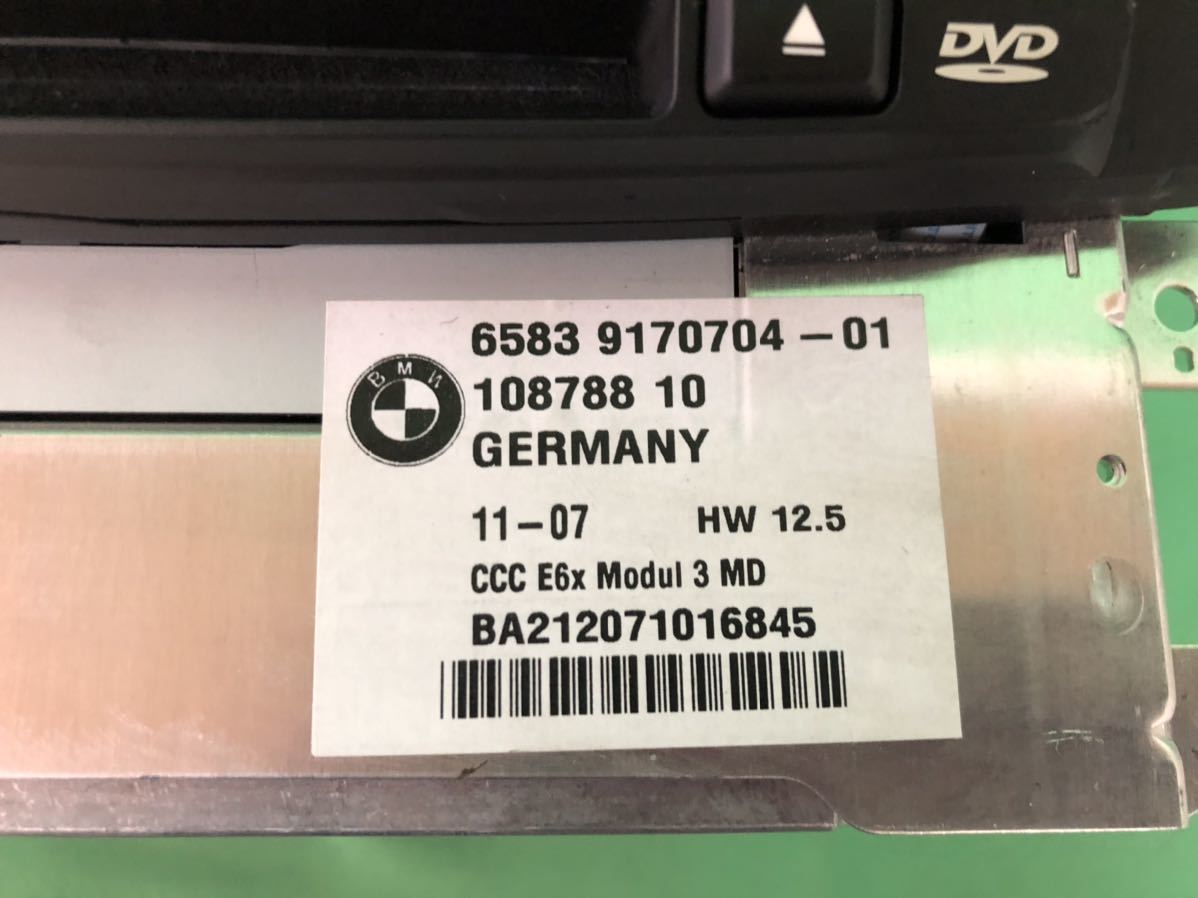 DVD
6583 9170704-01
BMW
108788 10
GERMANY
11-07 HW 12.5
CCC E6x Modul 3 MD
BA212071016845